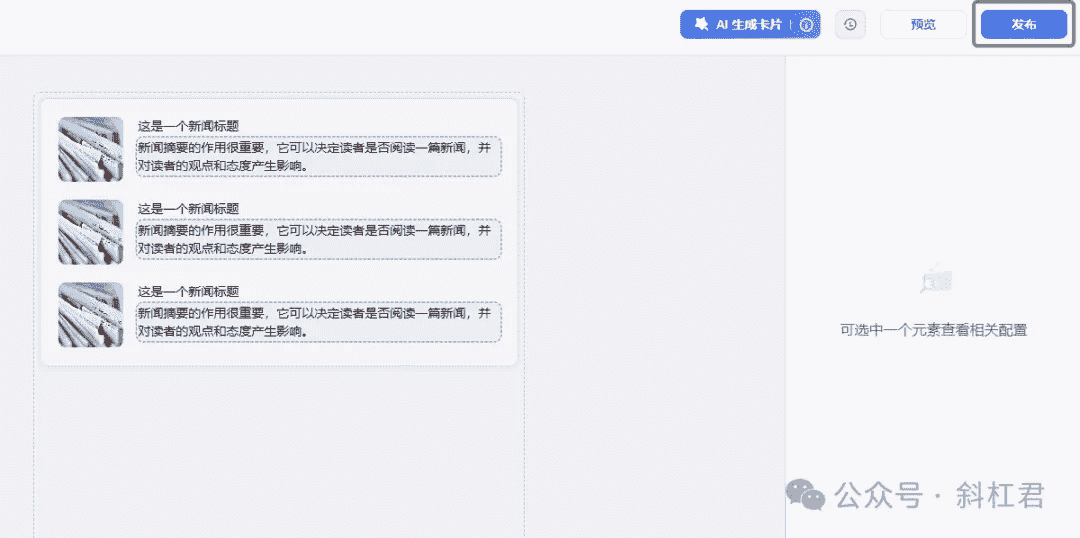 AI 生成卡片
预览
发布
这是一个新闻标题
新闻摘要的作用很重要，它可以决定读者是否阅读一篇新闻，并
对读者的观点和态度产生影响。
这是一个新闻标题
新闻摘要的作用很重要，它可以决定读者是否阅读一篇新闻，并
对读者的观点和态度产生影响。
这是一个新闻标题
新闻摘要的作用很重要，它可以决定读者是否阅读一篇新闻，并
对读者的观点和态度产生影响。
可选中一个元素查看相关配置
公众号 · 斜杠君